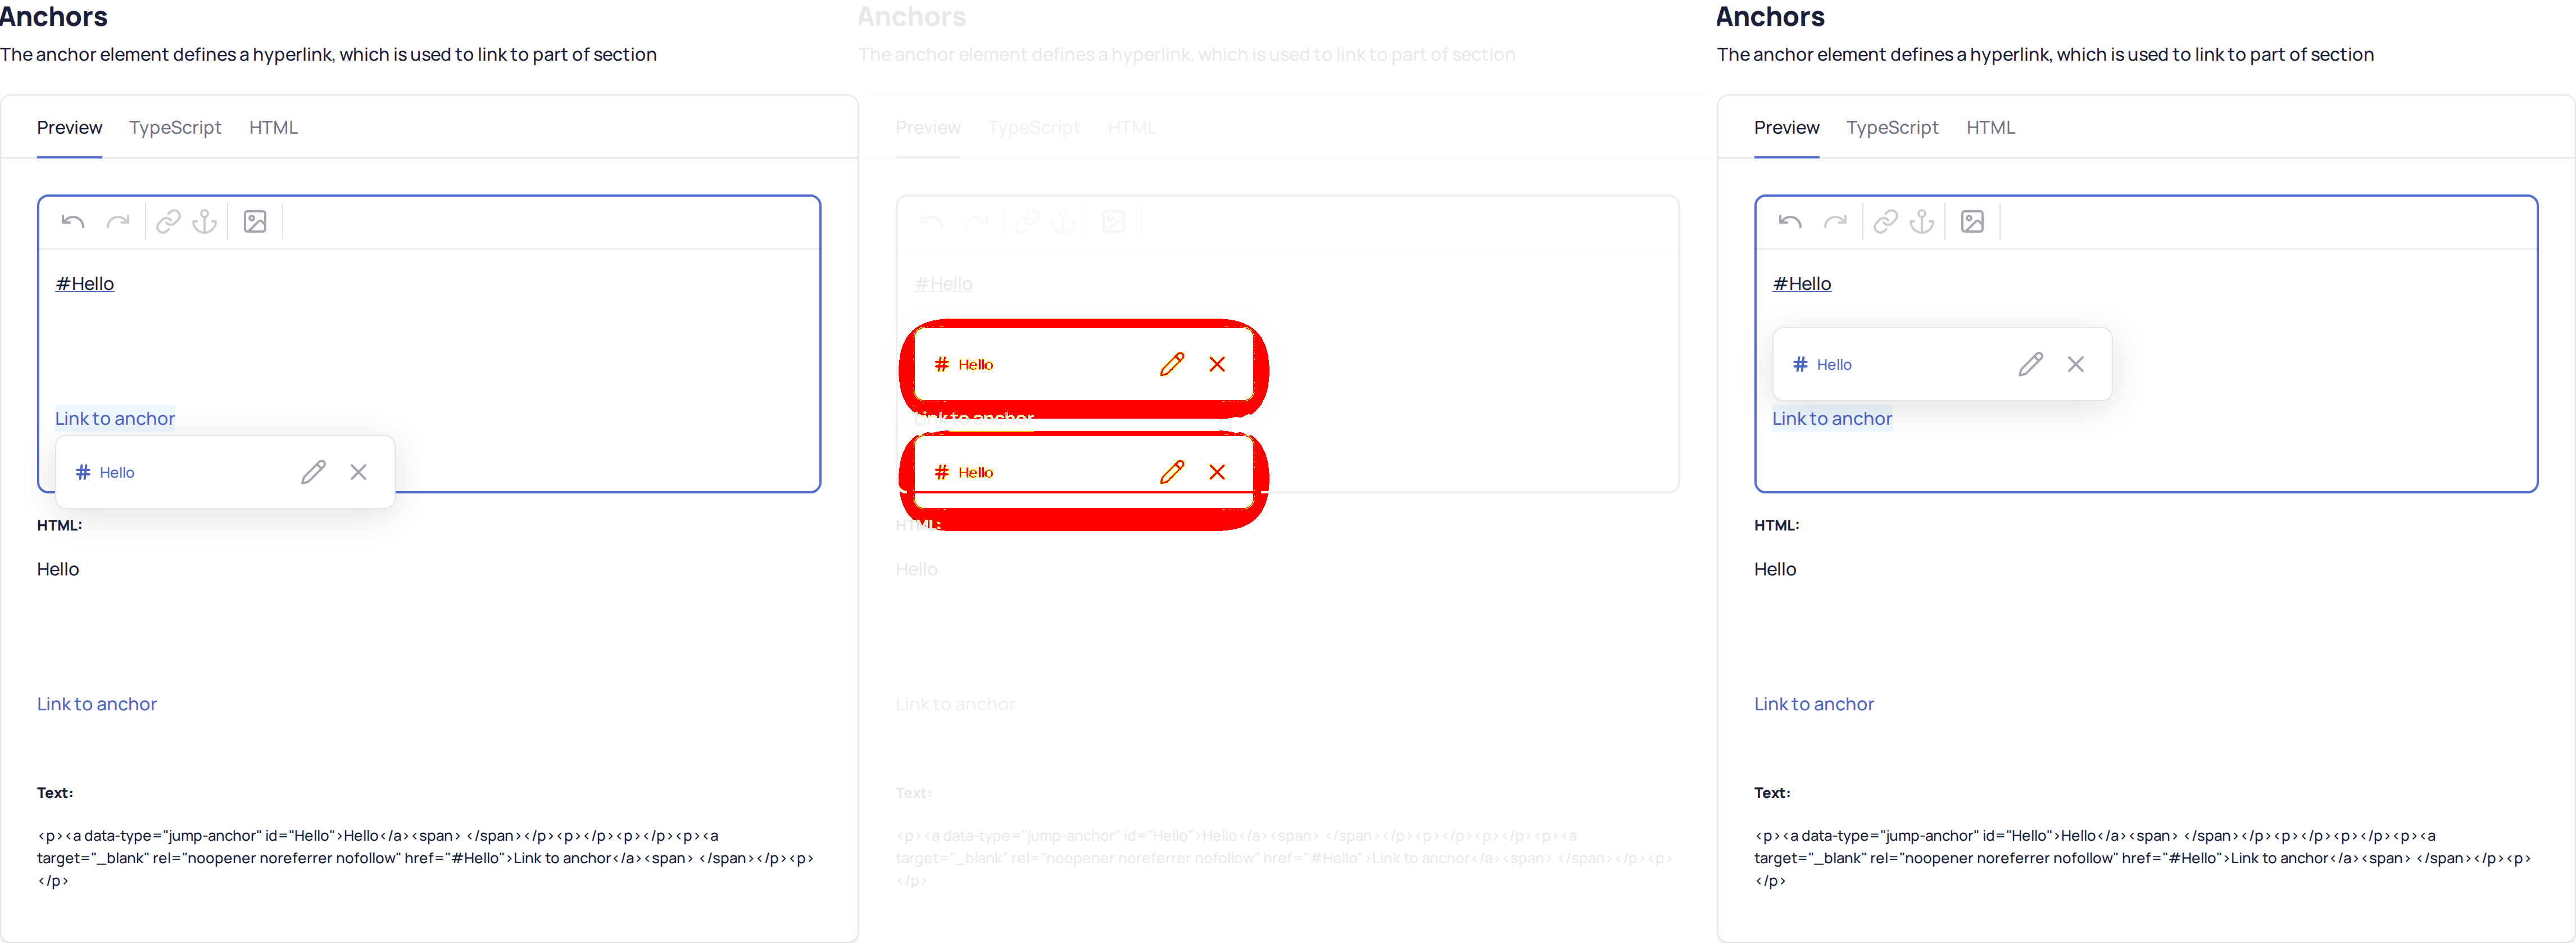 Anchors
The anchor element defines a hyperlink, which is used to link to part of section
Preview TypeScript HTML
#Hello
Link to anchor
# Hello
HTML:
Hello
Link to anchor
Text:
<p><a data-type="jump-anchor" id="Hello">Hello</a><span> </span></p><p></p><p></p><p><a
target="_blank" rel="noopener noreferrer nofollow" href="#Hello">Link to anchor</a><span> </span></p><p>
</p>
Anchors
The anchor element defines a hyperlink, which is used to link to part of section
Preview TypeScript HTML
#Hello
# Hello
Link to anchor
# Hello
HTML:
Hello
Link to anchor
Text:
<p><a data-type="jump-anchor" id="Hello">Hello</a><span> </span></p><p></p><p></p><p><a
target="_blank" rel="noopener noreferrer nofollow" href="#Hello">Link to anchor</a><span> </span></p><p>
</p>
Anchors
The anchor element defines a hyperlink, which is used to link to part of section
Preview TypeScript HTML
#Hello
# Hello
Link to anchor
HTML:
Hello
Link to anchor
Text:
<p><a data-type="jump-anchor" id="Hello">Hello</a><span> </span></p><p></p><p></p><p><a
target="_blank" rel="noopener noreferrer nofollow" href="#Hello">Link to anchor</a><span> </span></p><p>
</p>